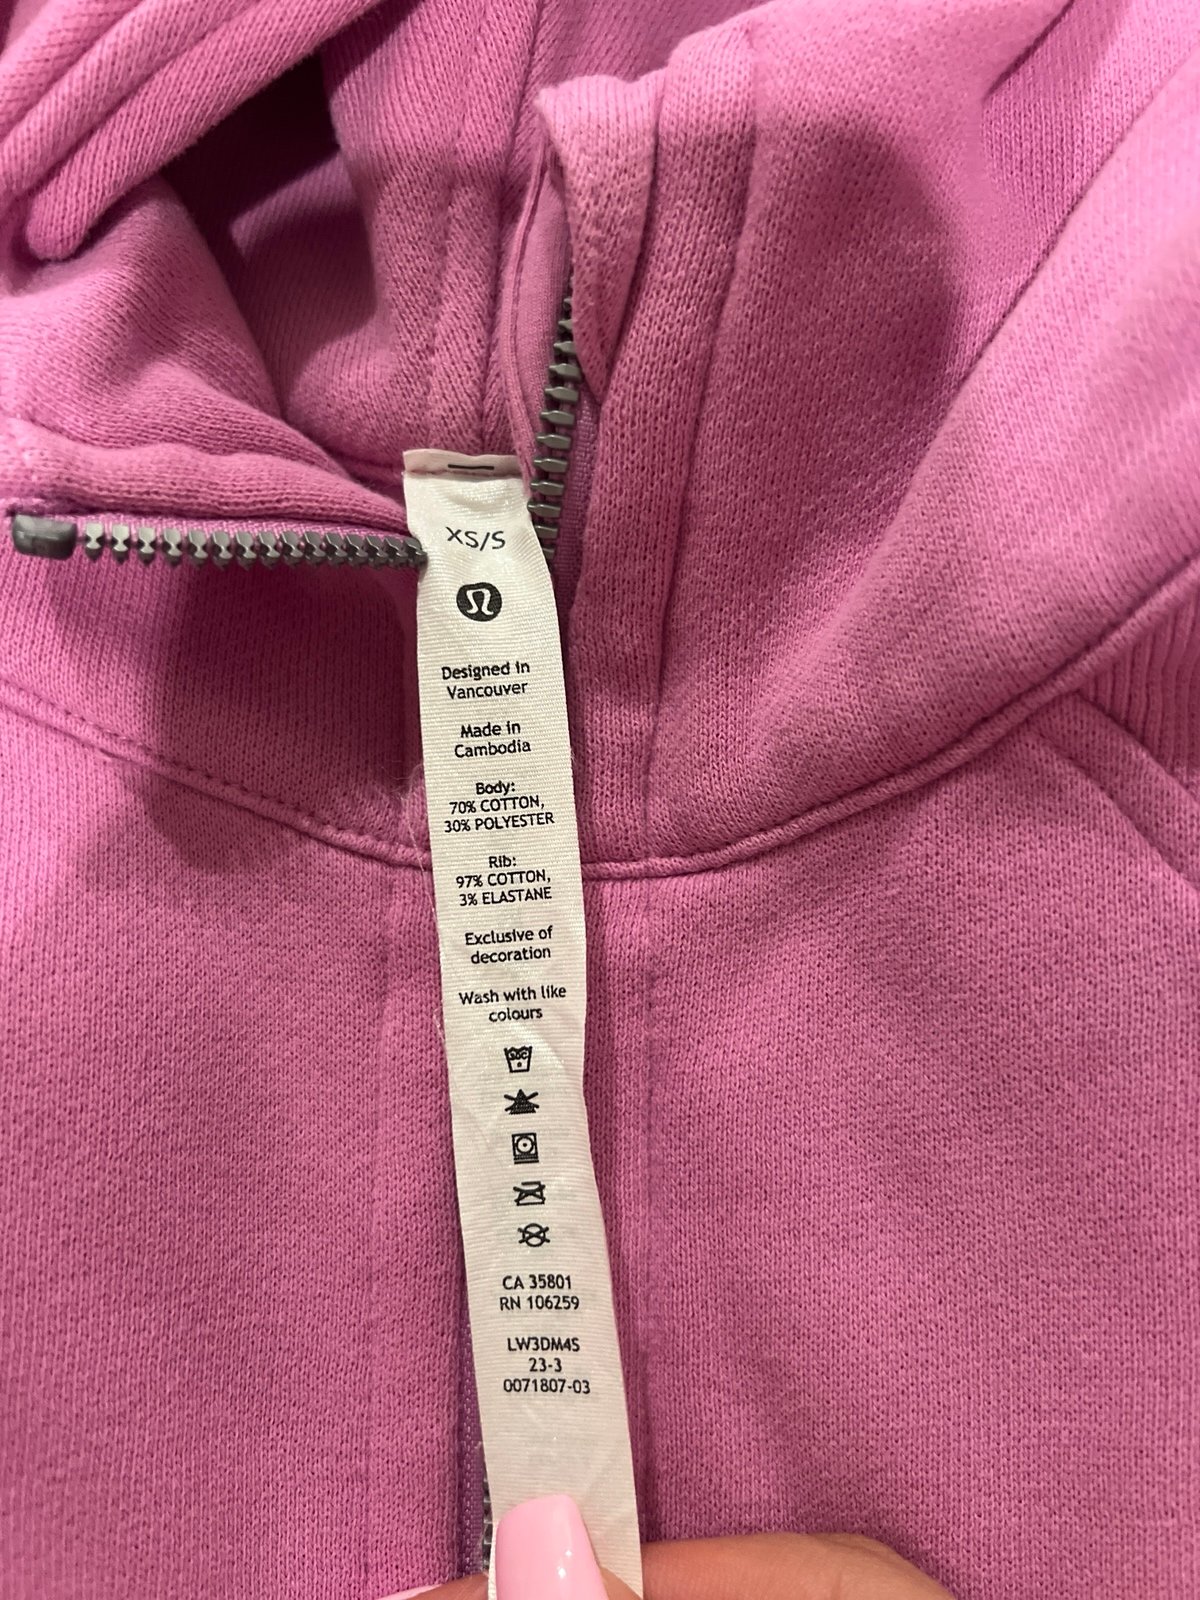 XS/S
Designed in
Vancouver
Made in
Cambodia
Body:
70% COTTON,
30% POLYESTER
Rib:
97% COTTON,
3% ELASTANE
Exclusive of
decoration
Wash with like
colours
CA 35801
RN 106259
LW3DM4S
23-3
0071807-03